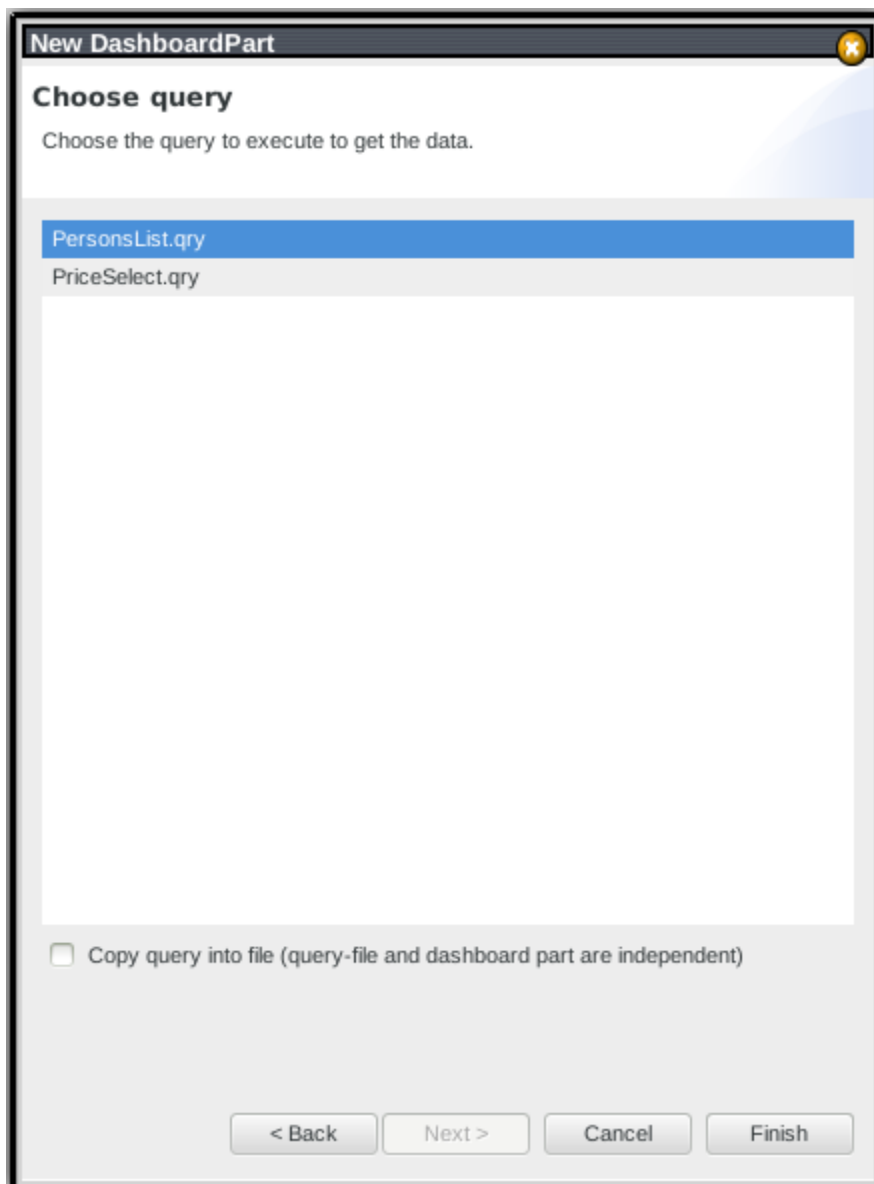 New DashboardPart
Choose query
Choose the query to execute to get the data.
PersonsList.qry
PriceSelect.qry
Copy query into file (query-file and dashboard part are independent)
< Back Next > Cancel Finish